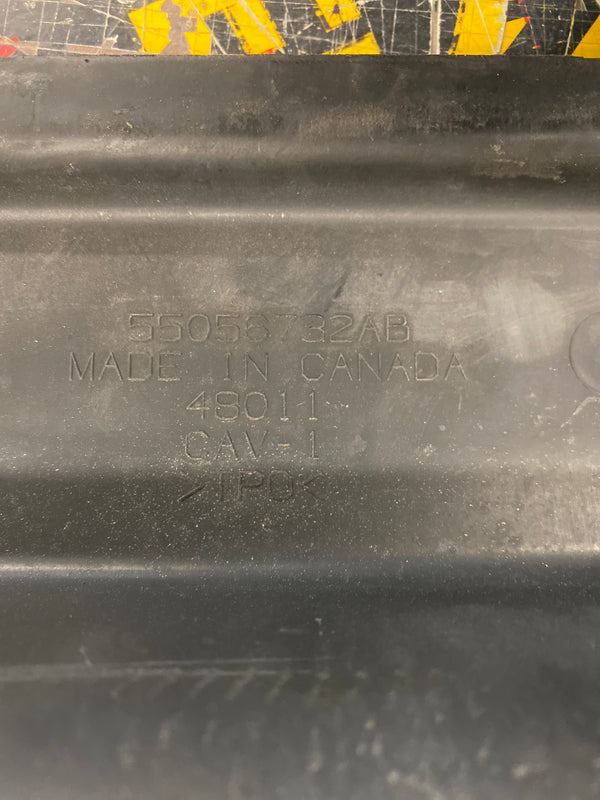 55056732AB
MADE IN CANADA
48011
CAV-1
>TPO<